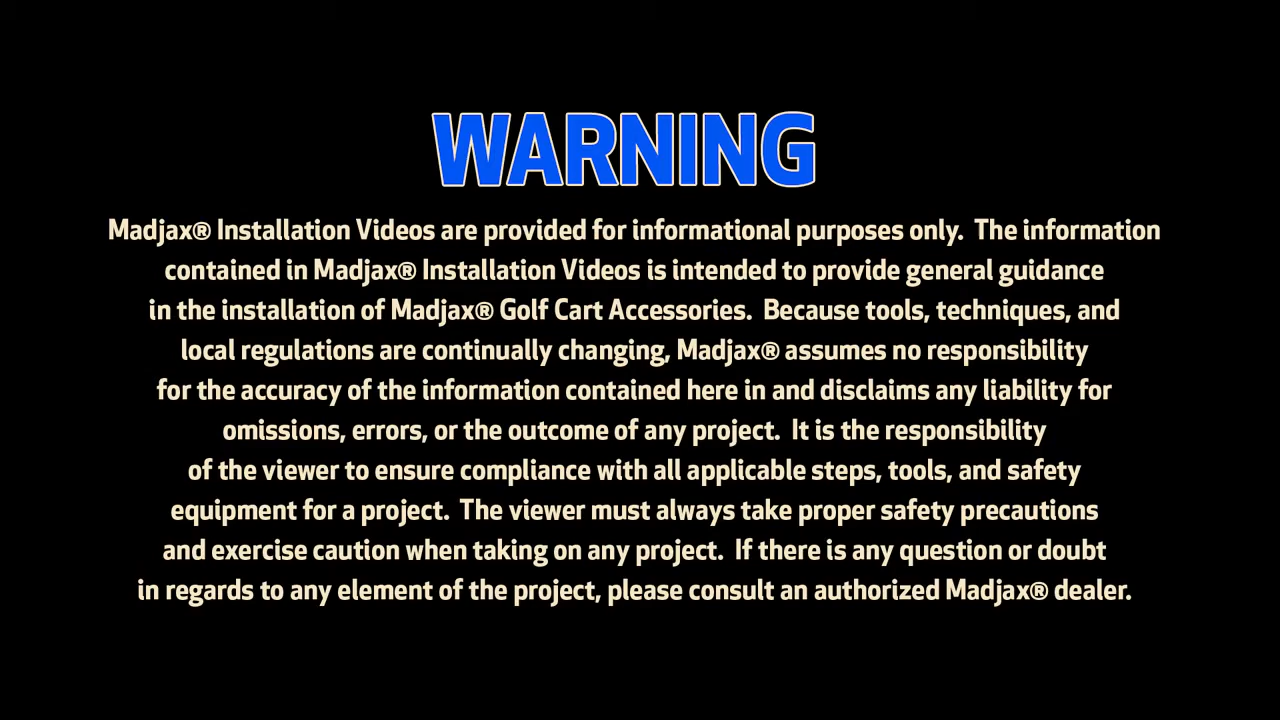 WARNING
Madjax® Installation Videos are provided for informational purposes only.  The information
contained in Madjax® Installation Videos is intended to provide general guidance
in the installation of Madjax® Golf Cart Accessories.  Because tools, techniques, and
local regulations are continually changing, Madjax® assumes no responsibility
for the accuracy of the information contained here in and disclaims any liability for
omissions, errors, or the outcome of any project.  It is the responsibility
of the viewer to ensure compliance with all applicable steps, tools, and safety
equipment for a project.  The viewer must always take proper safety precautions
and exercise caution when taking on any project.  If there is any question or doubt
in regards to any element of the project, please consult an authorized Madjax® dealer.